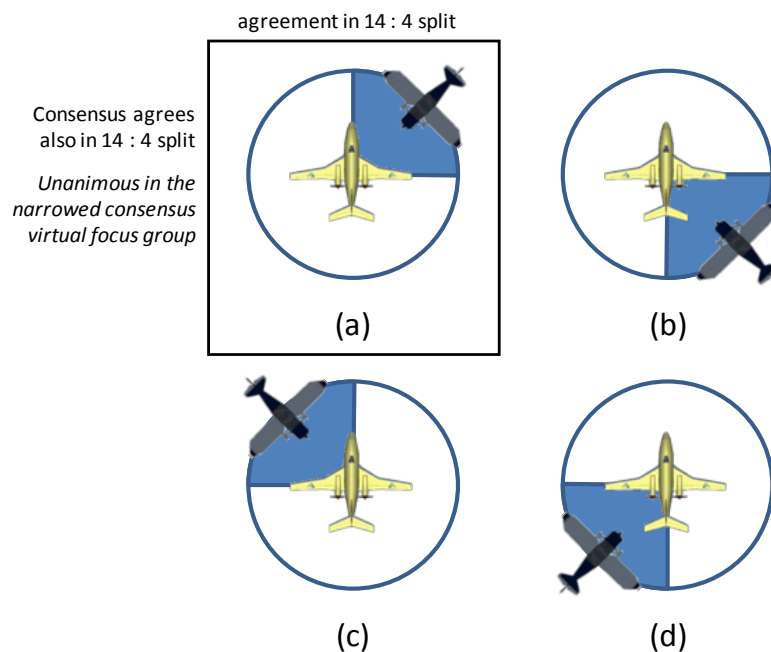 agreement in 14 : 4 split
Consensus agrees
also in 14 : 4 split
Unanimous in the
narrowed consensus
virtual focus group
(a)
(b)
(c)
(d)